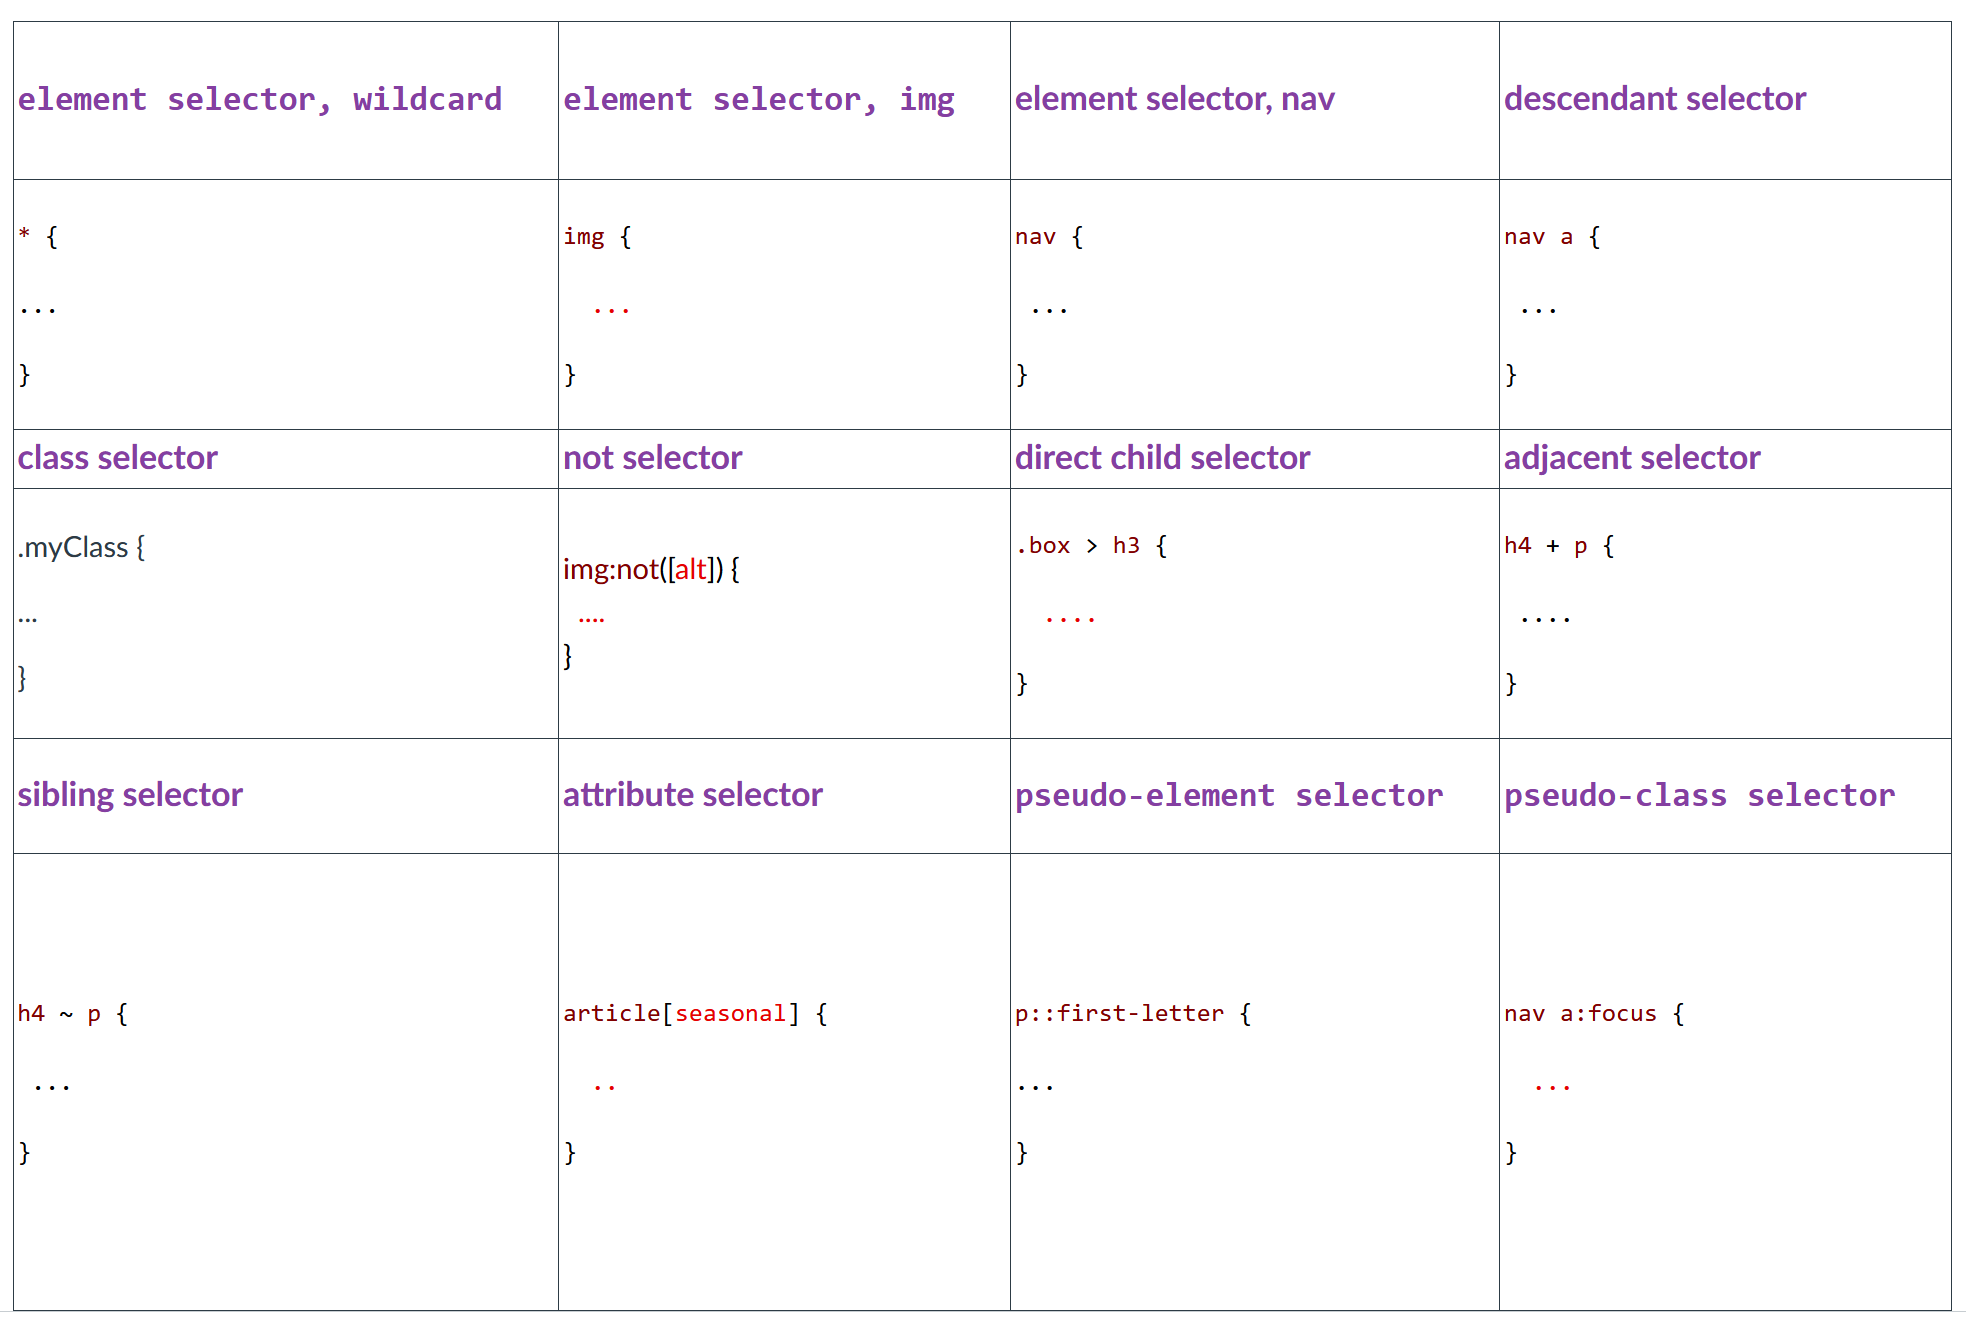 element selector, wildcard
element selector, img
element selector, nav
descendant selector
* {
...
}
img {
...
}
nav {
...
}
nav a {
...
}
class selector
not selector
direct child selector
adjacent selector
.myClass {
...
}
img:not([alt]) {
....
}
.box > h3 {
....
}
h4 + p {
....
}
sibling selector
attribute selector
pseudo-element selector
pseudo-class selector
h4 ~ p {
...
}
article[seasonal] {
..
}
p::first-letter {
...
}
nav a:focus {
...
}